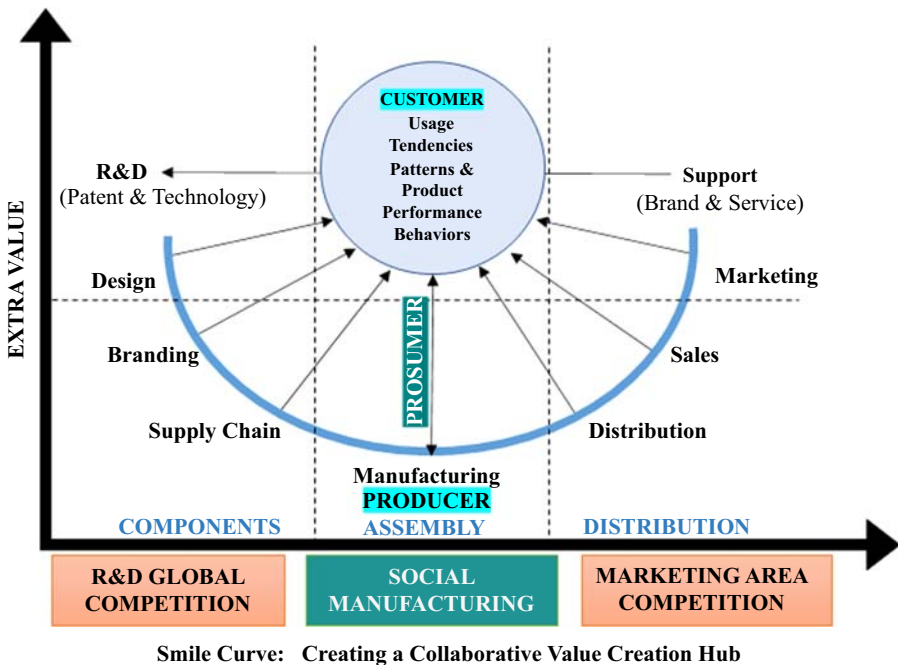 EXTRA VALUE
CUSTOMER
Usage
Tendencies
Patterns &
Product
Performance
Behaviors
R&D
(Patent & Technology)
Support
(Brand & Service)
Design
Marketing
Branding
Sales
Supply Chain
Distribution
PROSUMER
Manufacturing
PRODUCER
COMPONENTS
ASSEMBLY
DISTRIBUTION
R&D GLOBAL
COMPETITION
SOCIAL
MANUFACTURING
MARKETING AREA
COMPETITION
Smile Curve: Creating a Collaborative Value Creation Hub